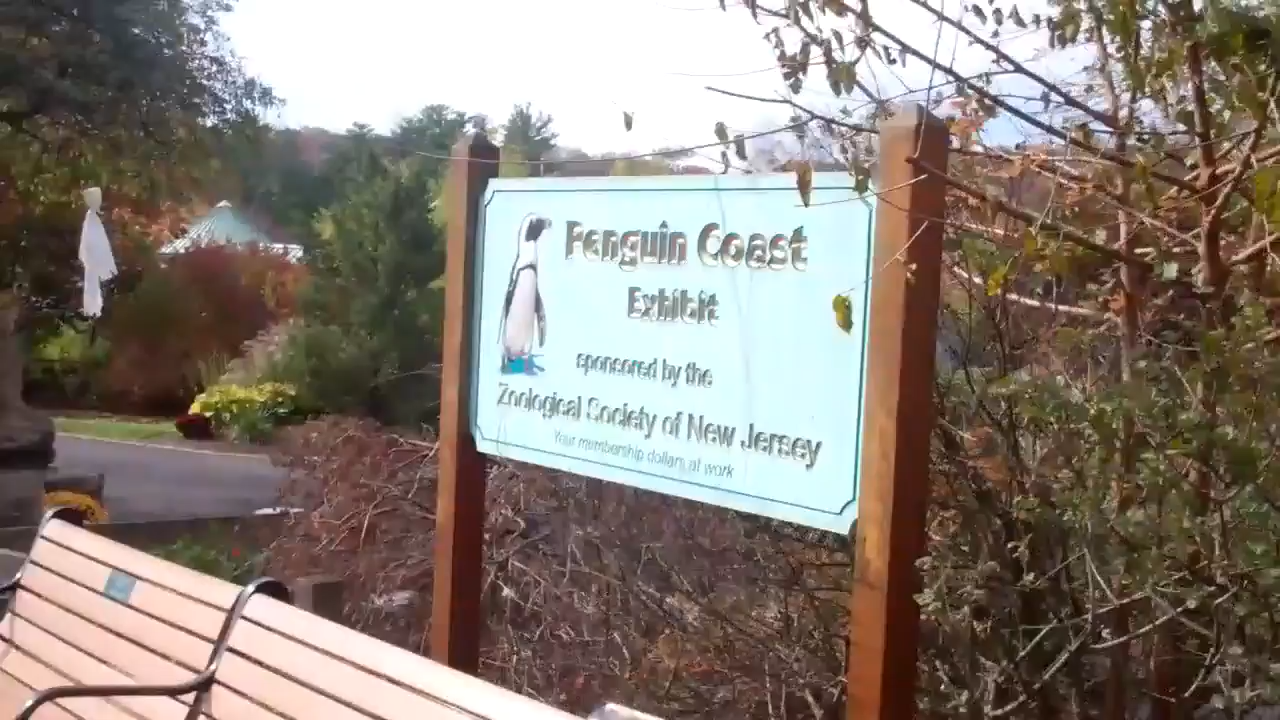 Penguin Coast
Exhibit
sponsored by the
Zoological Society of New Jersey
Your membership dollars at work